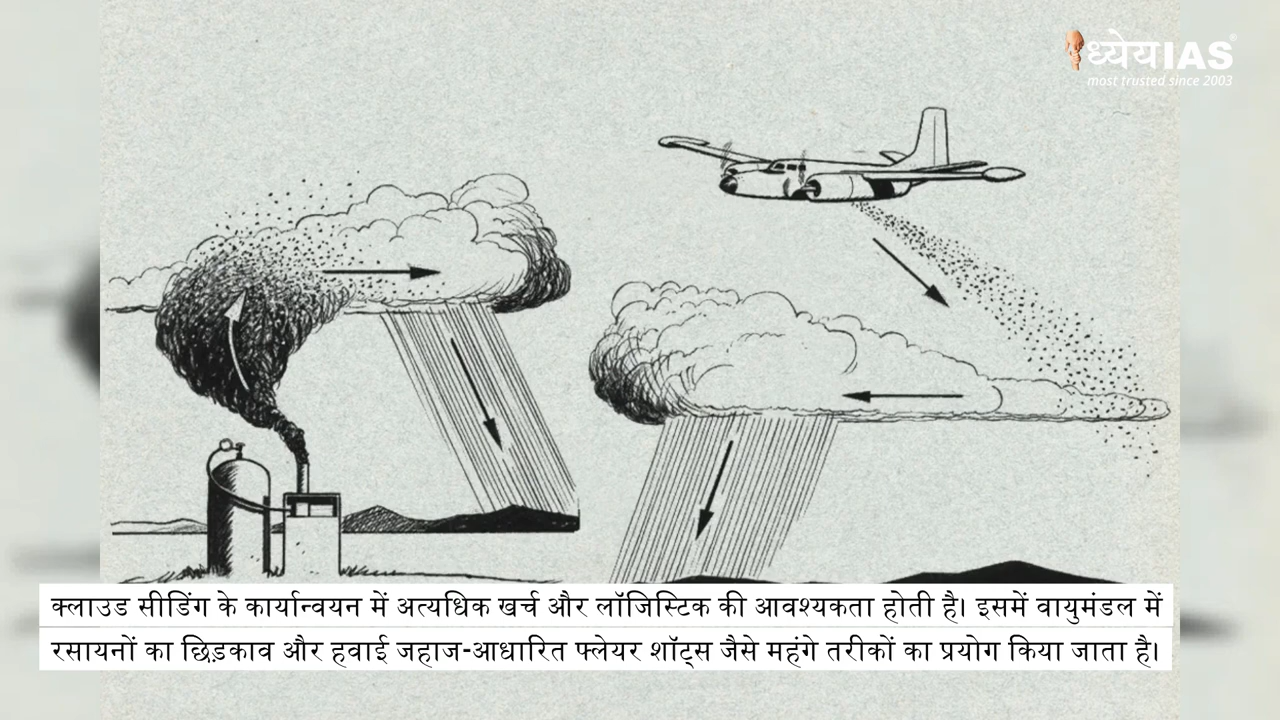 ध्येयIAS®
most trusted since 2003
क्लाउड सीडिंग के कार्यान्वयन में अत्यधिक खर्च और लॉजिस्टिक की आवश्यकता होती है। इसमें वायुमंडल में
रसायनों का छिड़काव और हवाई जहाज-आधारित फ्लेयर शॉट्स जैसे महंगे तरीकों का प्रयोग किया जाता है।